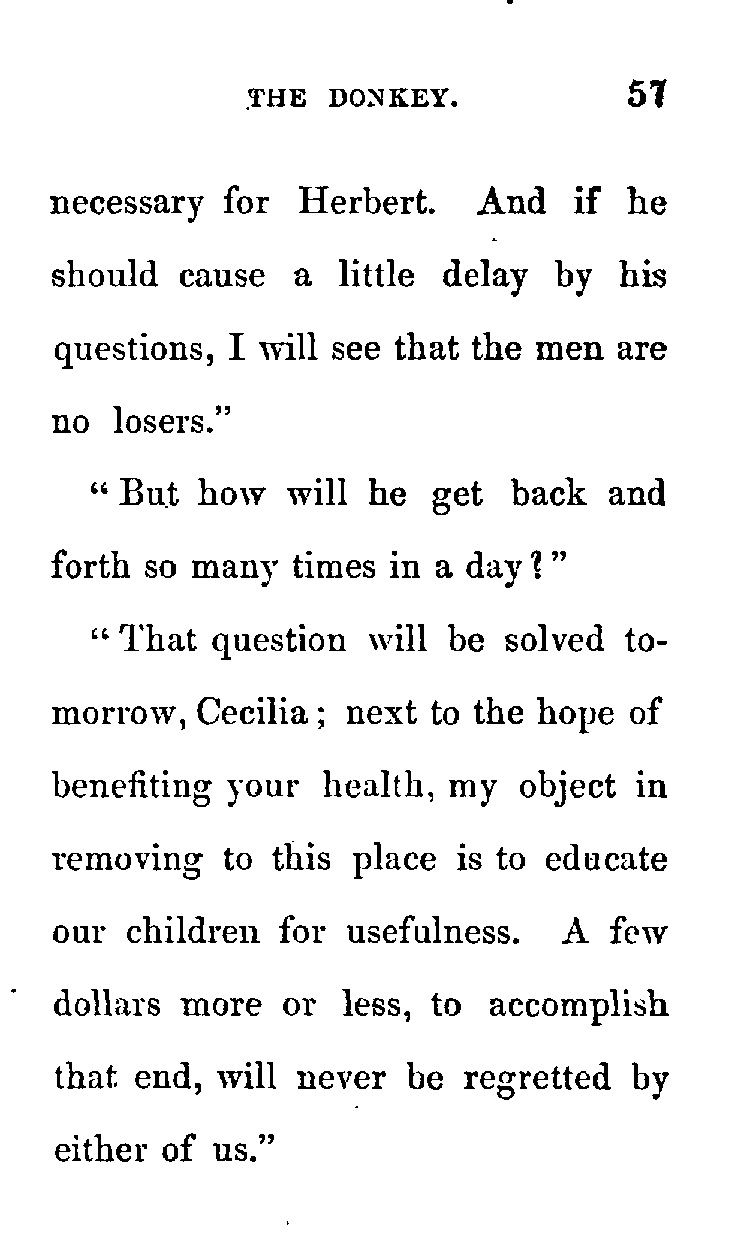 THE DONKEY. 57
necessary for Herbert. And if he
should cause a little delay by his
questions, I will see that the men are
no losers.”
“ But how will he get back and
forth so many times in a day ? ”
“ That question will be solved to-
morrow, Cecilia ; next to the hope of
benefiting your health, my object in
removing to this place is to educate
our children for usefulness. A few
dollars more or less, to accomplish
that end, will never be regretted by
either of us.”